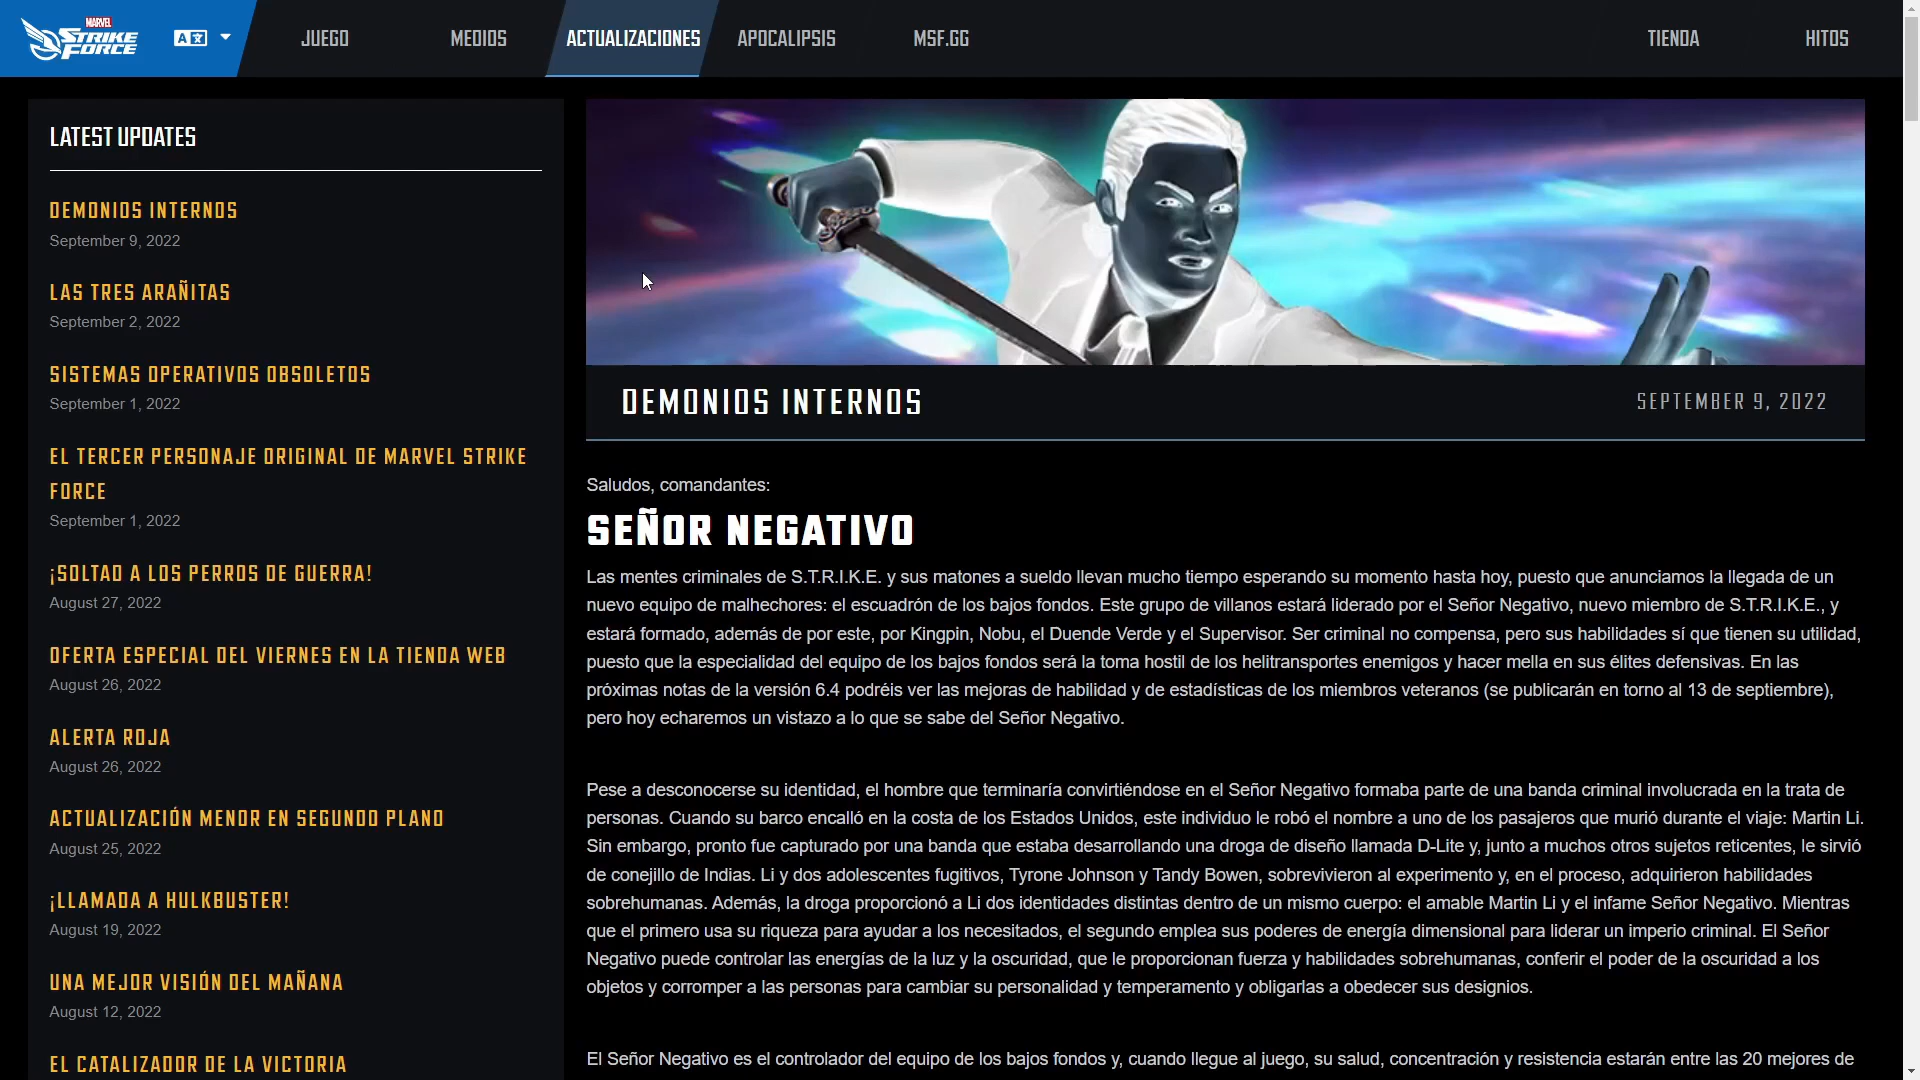 MARVEL
STRIKE
FORCE
JUEGO
MEDIOS
ACTUALIZACIONES
APOCALIPSIS
MSF.GG
TIENDA
HITOS
LATEST UPDATES
DEMONIOS INTERNOS
September 9, 2022
LAS TRES ARAÑITAS
September 2, 2022
SISTEMAS OPERATIVOS OBSOLETOS
September 1, 2022
EL TERCER PERSONAJE ORIGINAL DE MARVEL STRIKE
FORCE
September 1, 2022
¡SOLTAD A LOS PERROS DE GUERRA!
August 27, 2022
OFERTA ESPECIAL DEL VIERNES EN LA TIENDA WEB
August 26, 2022
ALERTA ROJA
August 26, 2022
ACTUALIZACIÓN MENOR EN SEGUNDO PLANO
August 25, 2022
¡LLAMADA A HULKBUSTER!
August 19, 2022
UNA MEJOR VISIÓN DEL MAÑANA
August 12, 2022
EL CATALIZADOR DE LA VICTORIA
DEMONIOS INTERNOS
SEPTEMBER 9, 2022
Saludos, comandantes:
SEÑOR NEGATIVO
Las mentes criminales de S.T.R.I.K.E. y sus matones a sueldo llevan mucho tiempo esperando su momento hasta hoy, puesto que anunciamos la llegada de un
nuevo equipo de malhechores: el escuadrón de los bajos fondos. Este grupo de villanos estará liderado por el Señor Negativo, nuevo miembro de S.T.R.I.K.E., y
estará formado, además de por este, por Kingpin, Nobu, el Duende Verde y el Supervisor. Ser criminal no compensa, pero sus habilidades sí que tienen su utilidad,
puesto que la especialidad del equipo de los bajos fondos será la toma hostil de los helitransportes enemigos y hacer mella en sus élites defensivas. En las
próximas notas de la versión 6.4 podréis ver las mejoras de habilidad y de estadísticas de los miembros veteranos (se publicarán en torno al 13 de septiembre),
pero hoy echaremos un vistazo a lo que se sabe del Señor Negativo.
Pese a desconocerse su identidad, el hombre que terminaría convirtiéndose en el Señor Negativo formaba parte de una banda criminal involucrada en la trata de
personas. Cuando su barco encalló en la costa de los Estados Unidos, este individuo le robó el nombre a uno de los pasajeros que murió durante el viaje: Martin Li.
Sin embargo, pronto fue capturado por una banda que estaba desarrollando una droga de diseño llamada D-Lite y, junto a muchos otros sujetos reticentes, le sirvió
de conejillo de Indias. Li y dos adolescentes fugitivos, Tyrone Johnson y Tandy Bowen, sobrevivieron al experimento y, en el proceso, adquirieron habilidades
sobrehumanas. Además, la droga proporcionó a Li dos identidades distintas dentro de un mismo cuerpo: el amable Martin Li y el infame Señor Negativo. Mientras
que el primero usa su riqueza para ayudar a los necesitados, el segundo emplea sus poderes de energía dimensional para liderar un imperio criminal. El Señor
Negativo puede controlar las energías de la luz y la oscuridad, que le proporcionan fuerza y habilidades sobrehumanas, conferir el poder de la oscuridad a los
objetos y corromper a las personas para cambiar su personalidad y temperamento y obligarlas a obedecer sus designios.
El Señor Negativo es el controlador del equipo de los bajos fondos y, cuando llegue al juego, su salud, concentración y resistencia estarán entre las 20 mejores de